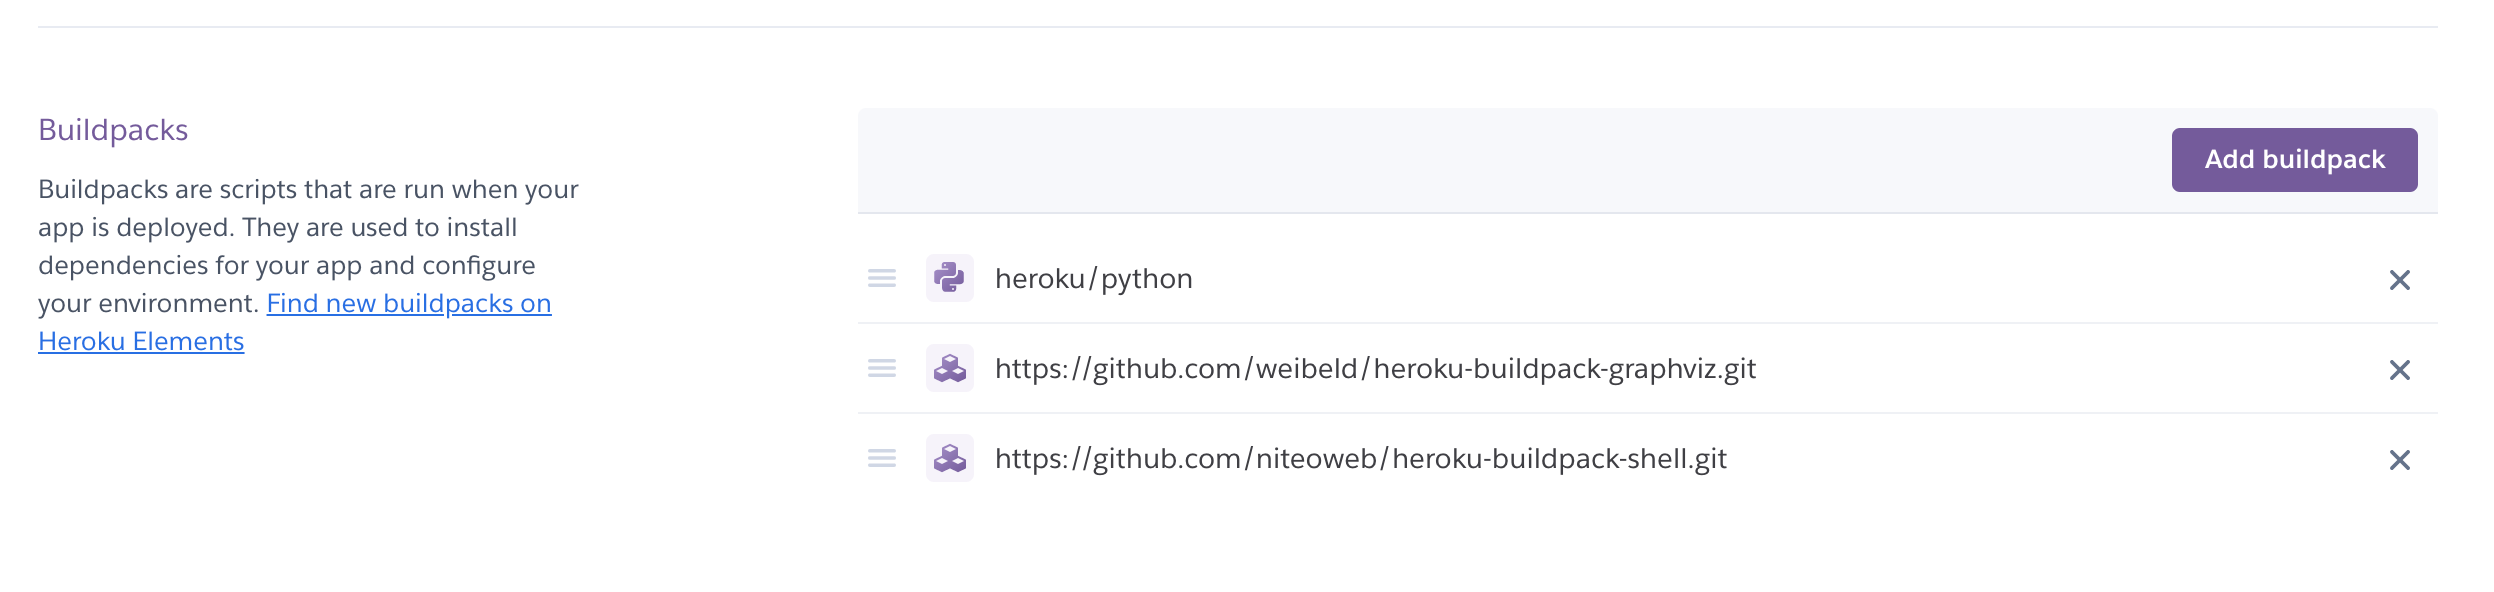 Buildpacks
Buildpacks are scripts that are run when your
app is deployed. They are used to install
dependencies for your app and configure
your environment. Find new buildpacks on
Heroku Elements
Add buildpack
heroku/python
https://github.com/weibeld/heroku-buildpack-graphviz.git
https://github.com/niteoweb/heroku-buildpack-shell.git